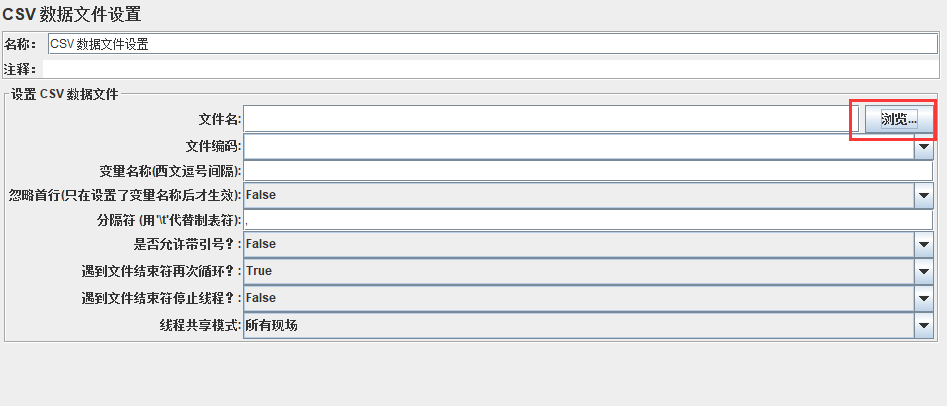 CSV 数据文件设置
名称： CSV 数据文件设置
注释：
设置 CSV 数据文件
文件名: 浏览...
文件编码:
变量名称(西文逗号间隔):
忽略首行(只在设置了变量名称后才生效): False
分隔符 (用'\t'代替制表符): ,
是否允许带引号？: False
遇到文件结束符再次循环？: True
遇到文件结束符停止线程？: False
线程共享模式: 所有现场